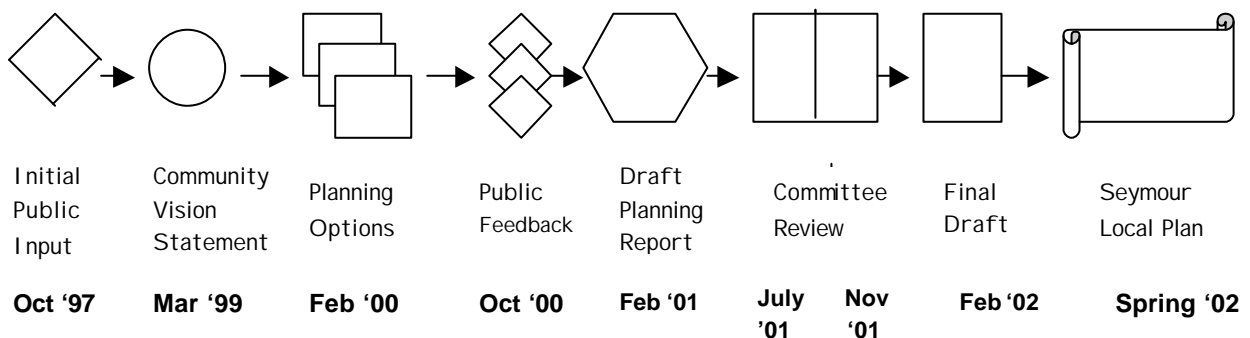 Initial
Public
Input
Community
Vision
Statement
Planning
Options
Public
Feedback
Draft
Planning
Report
Committee
Review
Final
Draft
Seymour
Local Plan
Oct ‘97
Mar ‘99
Feb ‘00
Oct ‘00
Feb ‘01
July
’01
Nov
‘01
Feb ‘02
Spring ‘02